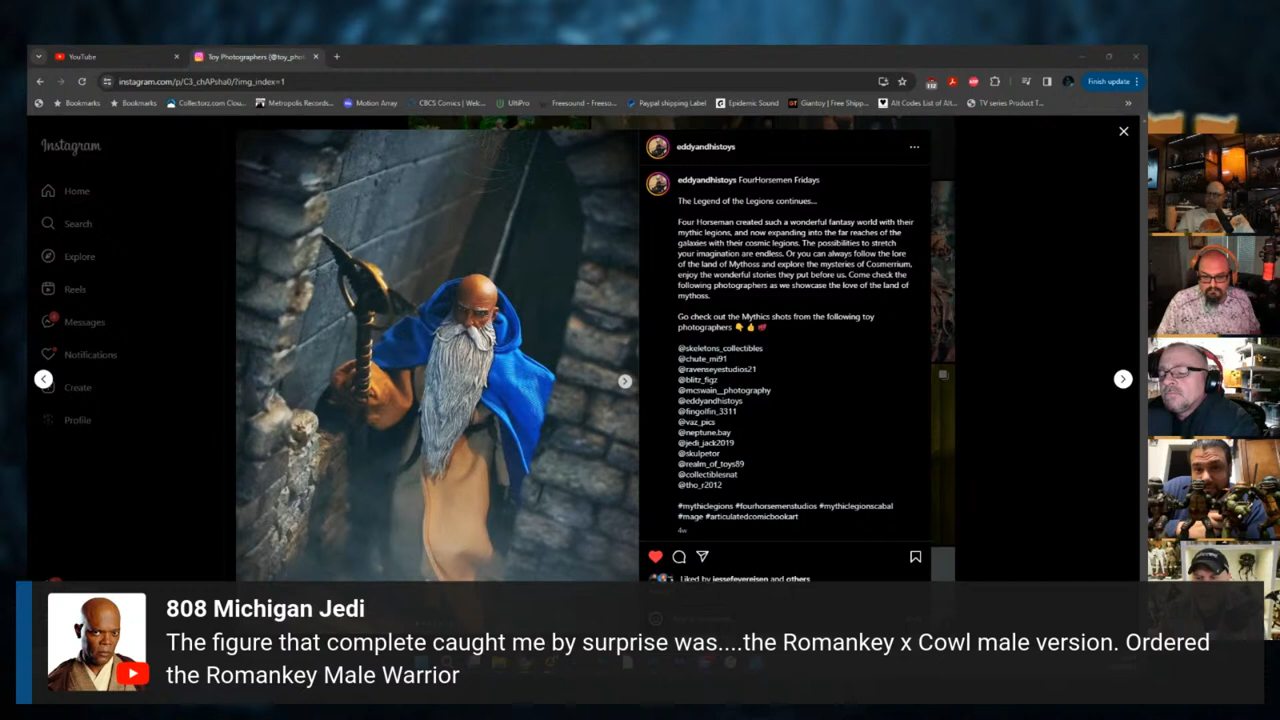 YouTube
Toy Photographers (@toy_phot
instagram.com/p/C3_chAPsha0/?img_index=1
Finish update
Bookmarks
Bookmarks
Collectorz.com Clou...
Metropolis Records...
Motion Array
CBCS Comics | Wek...
UltiPro
Freesound - Freeso...
Paypal shipping Label
Epidemic Sound
Giantoy | Free Shipp...
Alt Codes List of Alt...
TV series Product T...
Instagram
Home
Search
Explore
Reels
Messages
Notifications
Create
Profile
eddyandhistoys
eddyandhistoys FourHorsemen Fridays
The Legend of the Legions continues...
Four Horseman created such a wonderful fantasy world with their
mythic legions, and now expanding into the far reaches of the
galaxies with their cosmic legions. The possibilities to stretch
your imagination are endless. Or you can always follow the lore
of the land of Mythoss and explore the mysteries of Cosmerrium,
enjoy the wonderful stories they put before us. Come check the
following photographers as we showcase the love of the land of
mythoss.
Go check out the Mythics shots from the following toy
photographers 👇👍
@skeletons_collectibles
@chute_mi91
@ravenseyestudios21
@blitz_figz
@mcswain__photography
@eddyandhistoys
@fingolfin_3311
@vaz_pics
@neptune.bay
@jedi_jack2019
@skulpetor
@realm_of_toys89
@collectiblesnat
@tho_r2012
#mythiclegions #fourhorsemenstudios #mythiclegionscabal
#mage #articulatedcomicbookart
4w
Liked by jessefevereisen and others
808 Michigan Jedi
The figure that complete caught me by surprise was....the Romankey x Cowl male version. Ordered
the Romankey Male Warrior